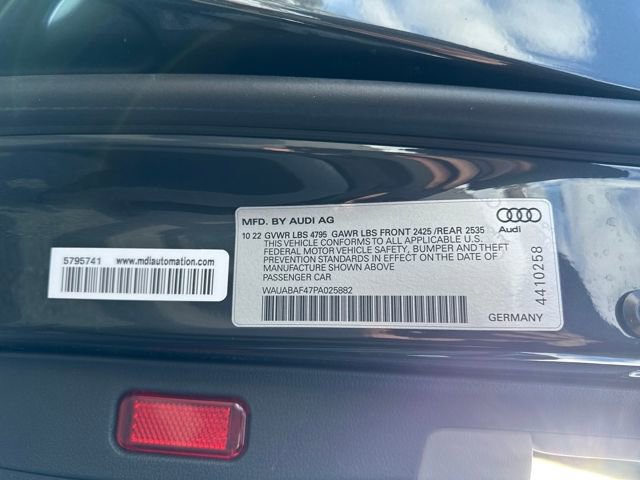 MFD. BY AUDI AG
Audi
10 22 GVWR LBS 4795 GAWR LBS FRONT 2425 /REAR 2535
THIS VEHICLE CONFORMS TO ALL APPLICABLE U.S.
FEDERAL MOTOR VEHICLE SAFETY, BUMPER AND THEFT
PREVENTION STANDARDS IN EFFECT ON THE DATE OF
MANUFACTURE SHOWN ABOVE
PASSENGER CAR
WAUABAF47PA025882
4410258
GERMANY
5795741
www.mdiautomation.com